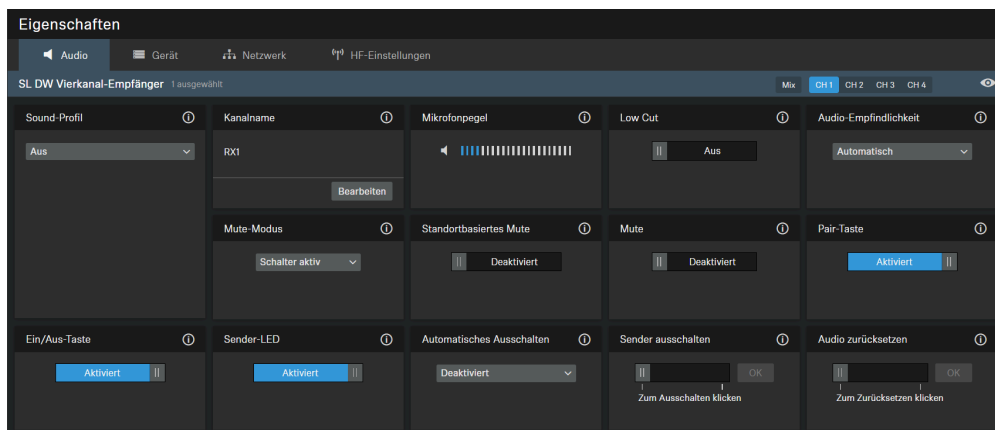 Eigenschaften
Audio
Gerät
Netzwerk
HF-Einstellungen
SL DW Vierkanal-Empfänger 1 ausgewählt
Mix CH 1 CH 2 CH 3 CH 4
Sound-Profil
Kanalname
Mikrofonpegel
Low Cut
Audio-Empfindlichkeit
Aus
RX1
Aus
Automatisch
Bearbeiten
Mute-Modus
Standortbasiertes Mute
Mute
Pair-Taste
Schalter aktiv
Deaktiviert
Deaktiviert
Aktiviert
Ein/Aus-Taste
Sender-LED
Automatisches Ausschalten
Sender ausschalten
Audio zurücksetzen
Aktiviert
Aktiviert
Deaktiviert
OK
OK
Zum Ausschalten klicken
Zum Zurücksetzen klicken